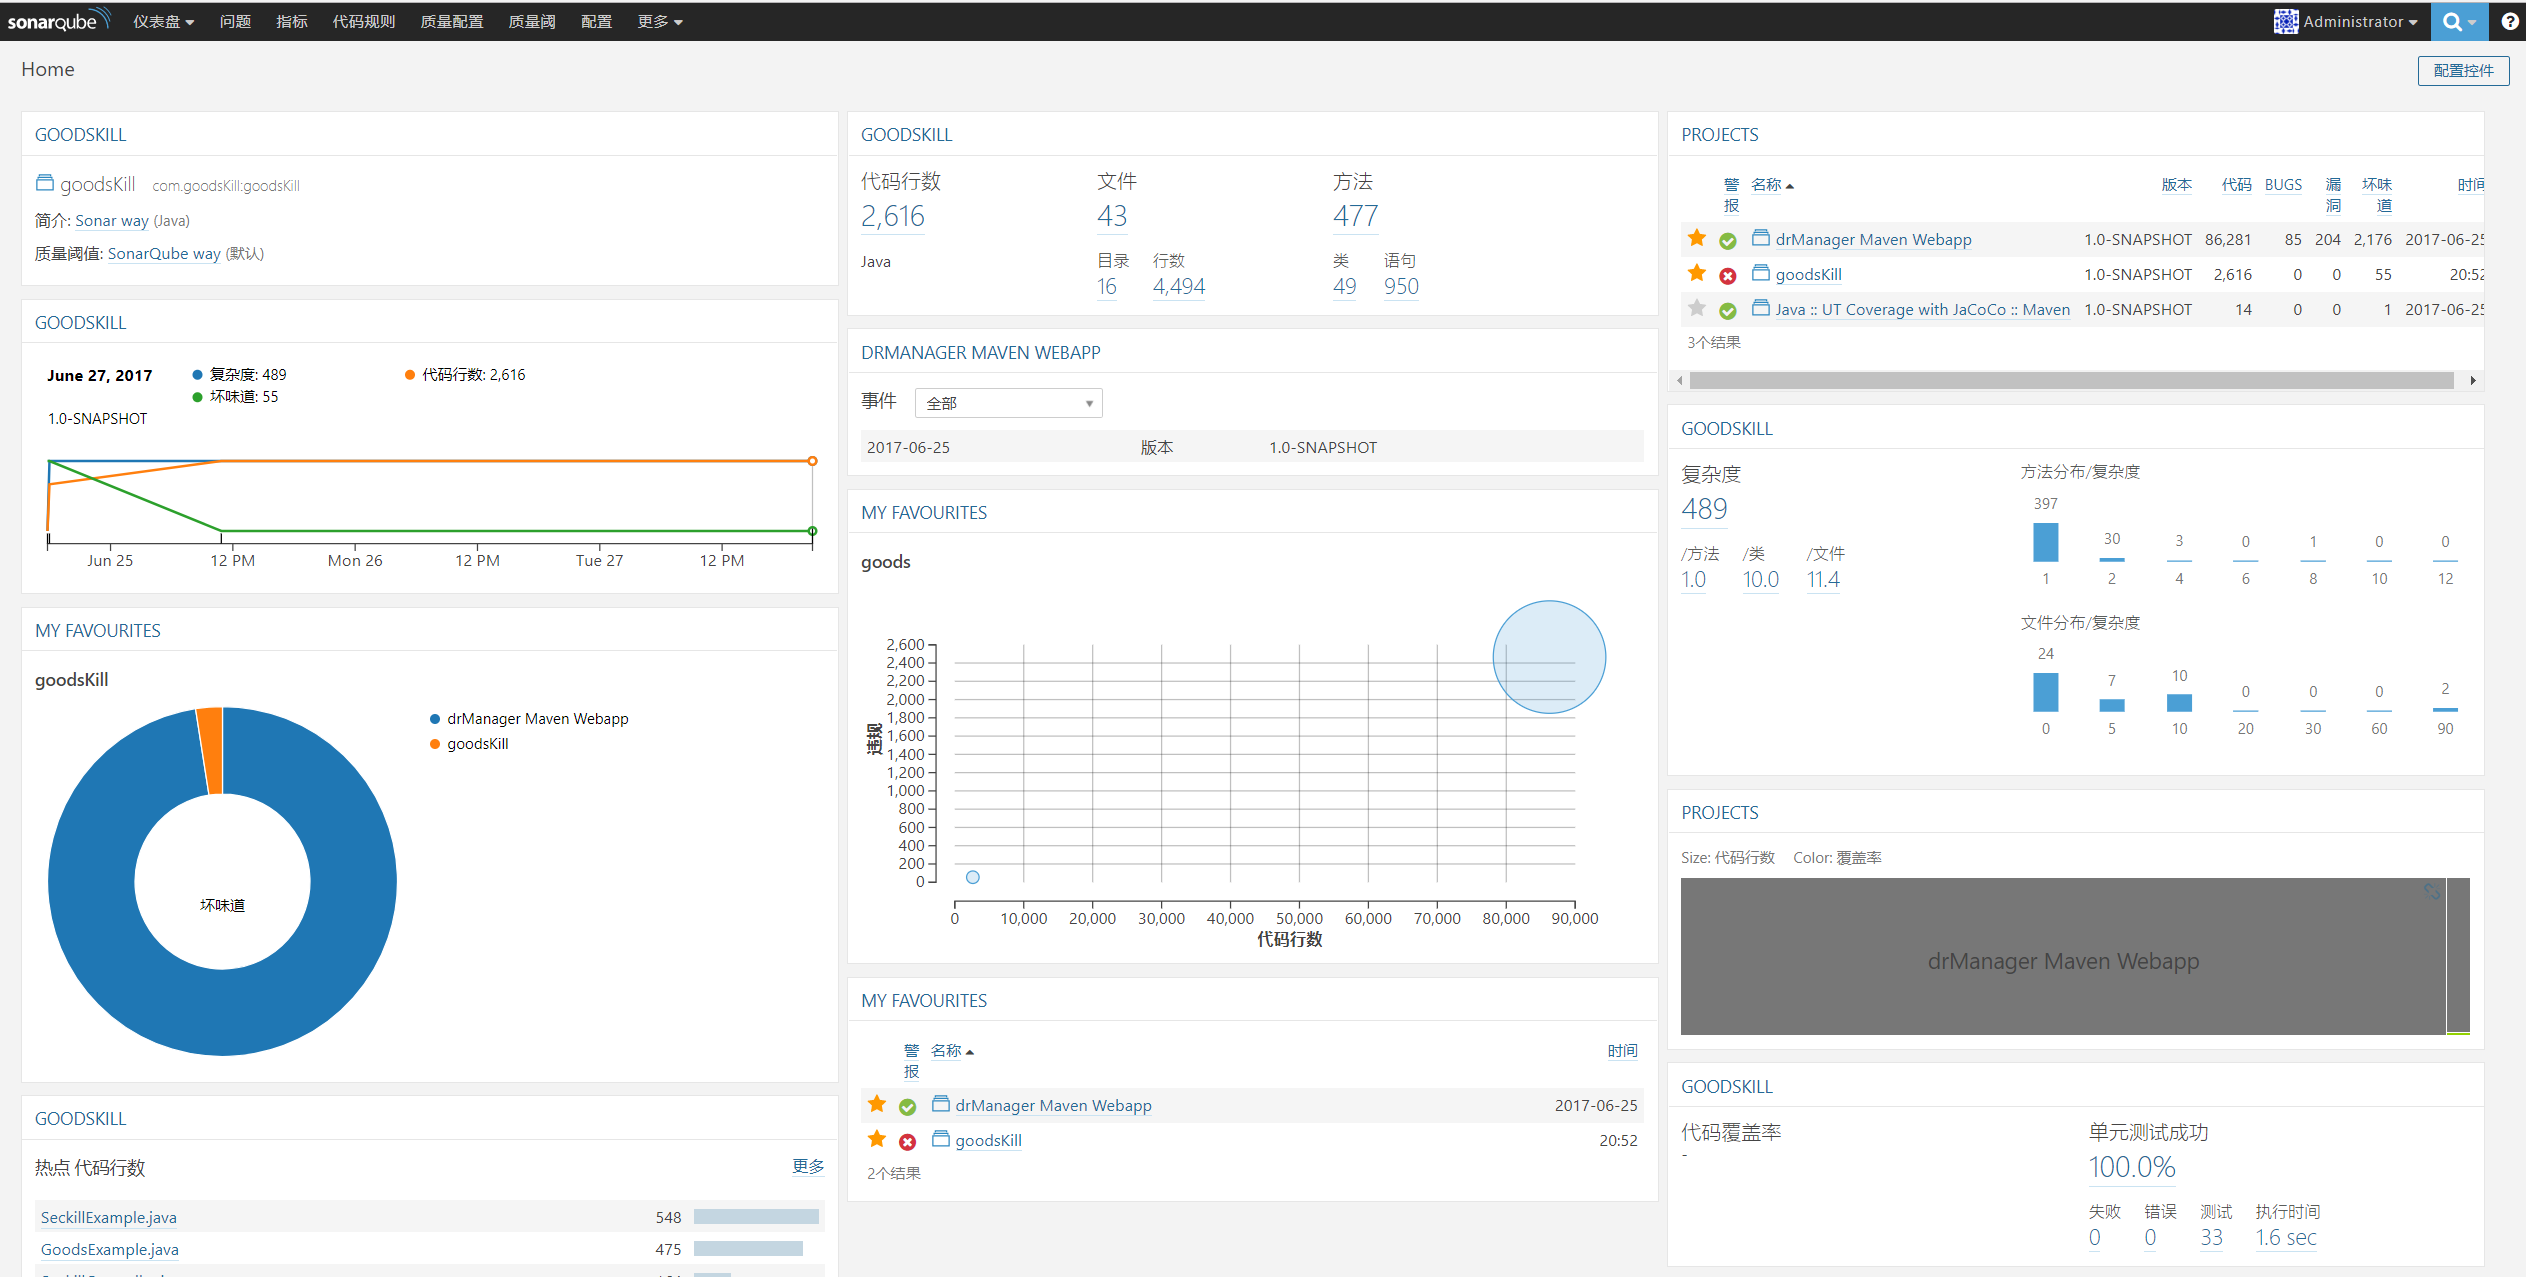 sonarqube 仪表盘 问题 指标 代码规则 质量配置 质量阈 配置 更多 Administrator ?
Home 配置控件
GOODSKILL
goodsKill com.goodsKill:goodsKill
简介: Sonar way (Java)
质量阈值: SonarQube way (默认)
GOODSKILL
June 27, 2017 复杂度: 489 代码行数: 2,616
坏味道: 55
1.0-SNAPSHOT
Jun 25 12 PM Mon 26 12 PM Tue 27 12 PM
MY FAVOURITES
goodsKill
drManager Maven Webapp
goodsKill
坏味道
GOODSKILL
热点 代码行数 更多
SeckillExample.java 548
GoodsExample.java 475
GOODSKILL
代码行数 文件 方法
2,616 43 477
Java 目录 行数 类 语句
16 4,494 49 950
DRMANAGER MAVEN WEBAPP
事件 全部
2017-06-25 版本 1.0-SNAPSHOT
MY FAVOURITES
goods
2,600
2,400
2,200
2,000
1,800
1,600
1,400
1,200
1,000
800
600
400
200
0
违规
0 10,000 20,000 30,000 40,000 50,000 60,000 70,000 80,000 90,000
代码行数
MY FAVOURITES
警报 名称 时间
drManager Maven Webapp 2017-06-25
goodsKill 20:52
2个结果
PROJECTS
警报 名称 版本 代码 BUGS 漏洞 坏味道 时间
drManager Maven Webapp 1.0-SNAPSHOT 86,281 85 204 2,176 2017-06-25
goodsKill 1.0-SNAPSHOT 2,616 0 0 55 20:52
Java :: UT Coverage with JaCoCo :: Maven 1.0-SNAPSHOT 14 0 0 1 2017-06-25
3个结果
GOODSKILL
复杂度
489
/方法 /类 /文件
1.0 10.0 11.4
方法分布/复杂度
397 30 3 0 1 0 0
1 2 4 6 8 10 12
文件分布/复杂度
24 7 10 0 0 0 2
0 5 10 20 30 60 90
PROJECTS
Size: 代码行数 Color: 覆盖率
drManager Maven Webapp
GOODSKILL
代码覆盖率 单元测试成功
- 100.0%
失败 错误 测试 执行时间
0 0 33 1.6 sec